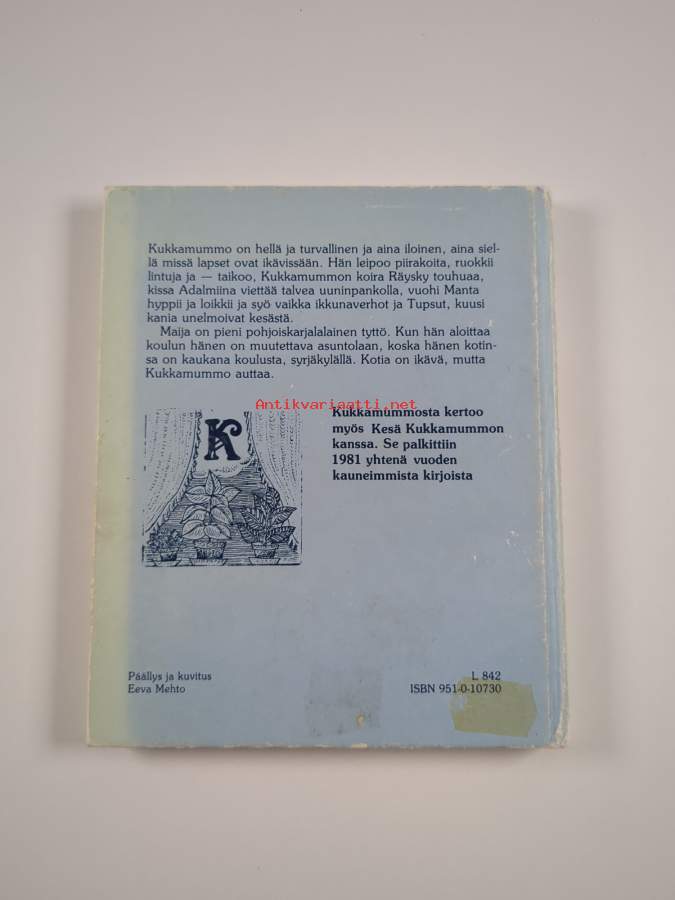 Kukkamummo on hellä ja turvallinen ja aina iloinen, aina siel-
lä missä lapset ovat ikävissään. Hän leipoo piirakoita, ruokkii
lintuja ja — taikoo, Kukkamummon koira Räysky touhuaa,
kissa Adalmiina viettää talvea uuninpankolla, vuohi Manta
hyppii ja loikkii ja syö vaikka ikkunaverhot ja Tupsut, kuusi
kania unelmoivat kesästä.
Maija on pieni pohjoiskarjalalainen tyttö. Kun hän aloittaa
koulun hänen on muutettava asuntolaan, koska hänen kotin-
sa on kaukana koulusta, syrjäkylällä. Kotia on ikävä, mutta
Kukkamummo auttaa.
Antikvariaatti.net
K
Kukkamummosta kertoo
myös Kesä Kukkamummon
kanssa. Se palkittiin
1981 yhtenä vuoden
kauneimmista kirjoista
Päällys ja kuvitus
Eeva Mehto
L 842
ISBN 951-0-10730